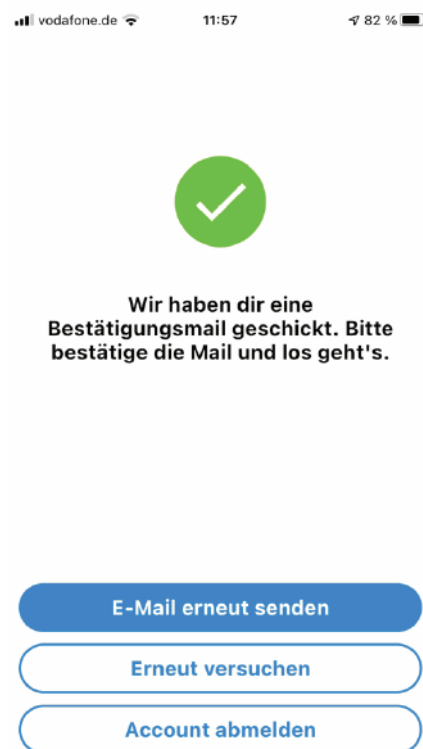 vodafone.de 11:57 82 %
Wir haben dir eine
Bestätigungsmail geschickt. Bitte
bestätige die Mail und los geht's.
E-Mail erneut senden
Erneut versuchen
Account abmelden